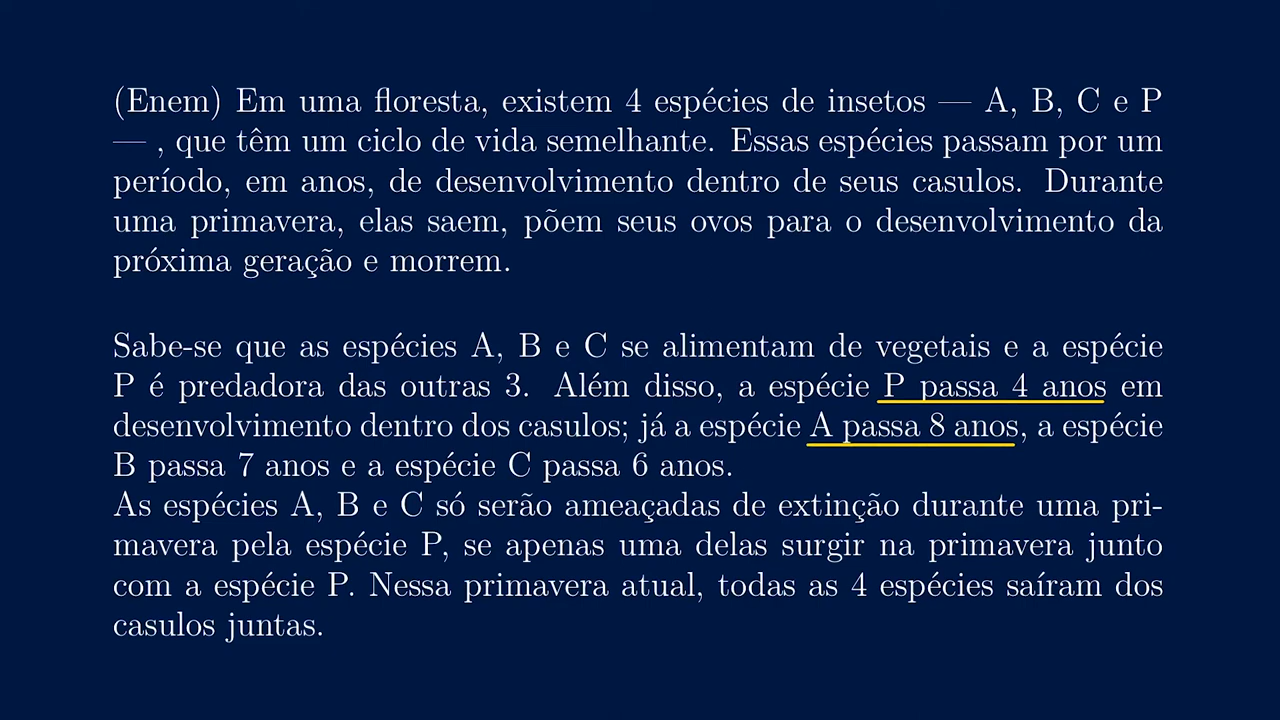 (Enem) Em uma floresta, existem 4 espécies de insetos — A, B, C e P
— , que têm um ciclo de vida semelhante. Essas espécies passam por um
período, em anos, de desenvolvimento dentro de seus casulos. Durante
uma primavera, elas saem, põem seus ovos para o desenvolvimento da
próxima geração e morrem.
Sabe-se que as espécies A, B e C se alimentam de vegetais e a espécie
P é predadora das outras 3. Além disso, a espécie P passa 4 anos em
desenvolvimento dentro dos casulos; já a espécie A passa 8 anos, a espécie
B passa 7 anos e a espécie C passa 6 anos.
As espécies A, B e C só serão ameaçadas de extinção durante uma pri-
mavera pela espécie P, se apenas uma delas surgir na primavera junto
com a espécie P. Nessa primavera atual, todas as 4 espécies saíram dos
casulos juntas.